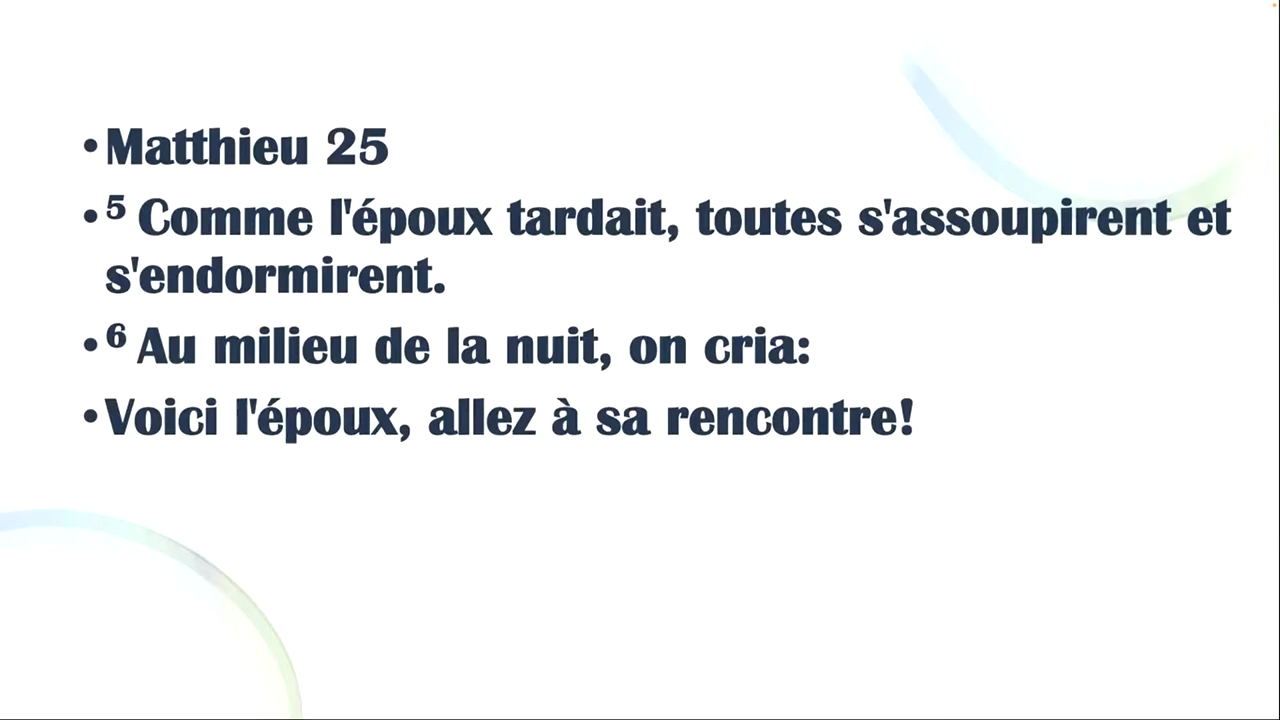 •Matthieu 25
•⁵ Comme l'époux tardait, toutes s'assoupirent et
s'endormirent.
•⁶ Au milieu de la nuit, on cria:
•Voici l'époux, allez à sa rencontre!